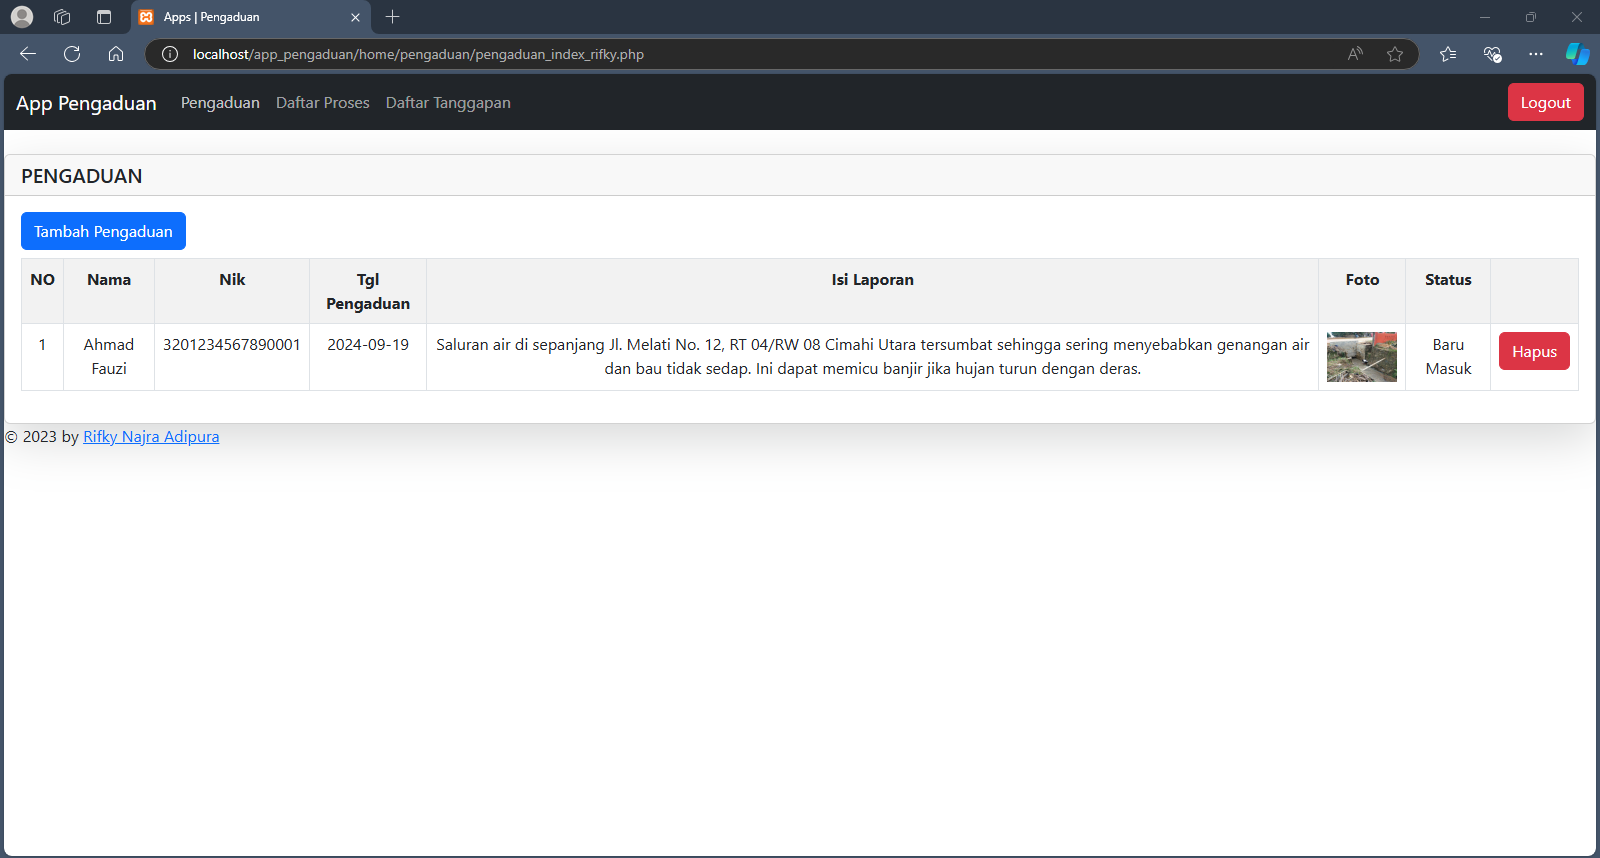 Apps | Pengaduan
localhost/app_pengaduan/home/pengaduan/pengaduan_index_rifky.php
App Pengaduan Pengaduan Daftar Proses Daftar Tanggapan Logout
PENGADUAN
Tambah Pengaduan
NO Nama Nik Tgl Isi Laporan Foto Status
Pengaduan
1 Ahmad 3201234567890001 2024-09-19 Saluran air di sepanjang Jl. Melati No. 12, RT 04/RW 08 Cimahi Utara tersumbat sehingga sering menyebabkan genangan air Baru Hapus
Fauzi dan bau tidak sedap. Ini dapat memicu banjir jika hujan turun dengan deras. Masuk
© 2023 by Rifky Najra Adipura